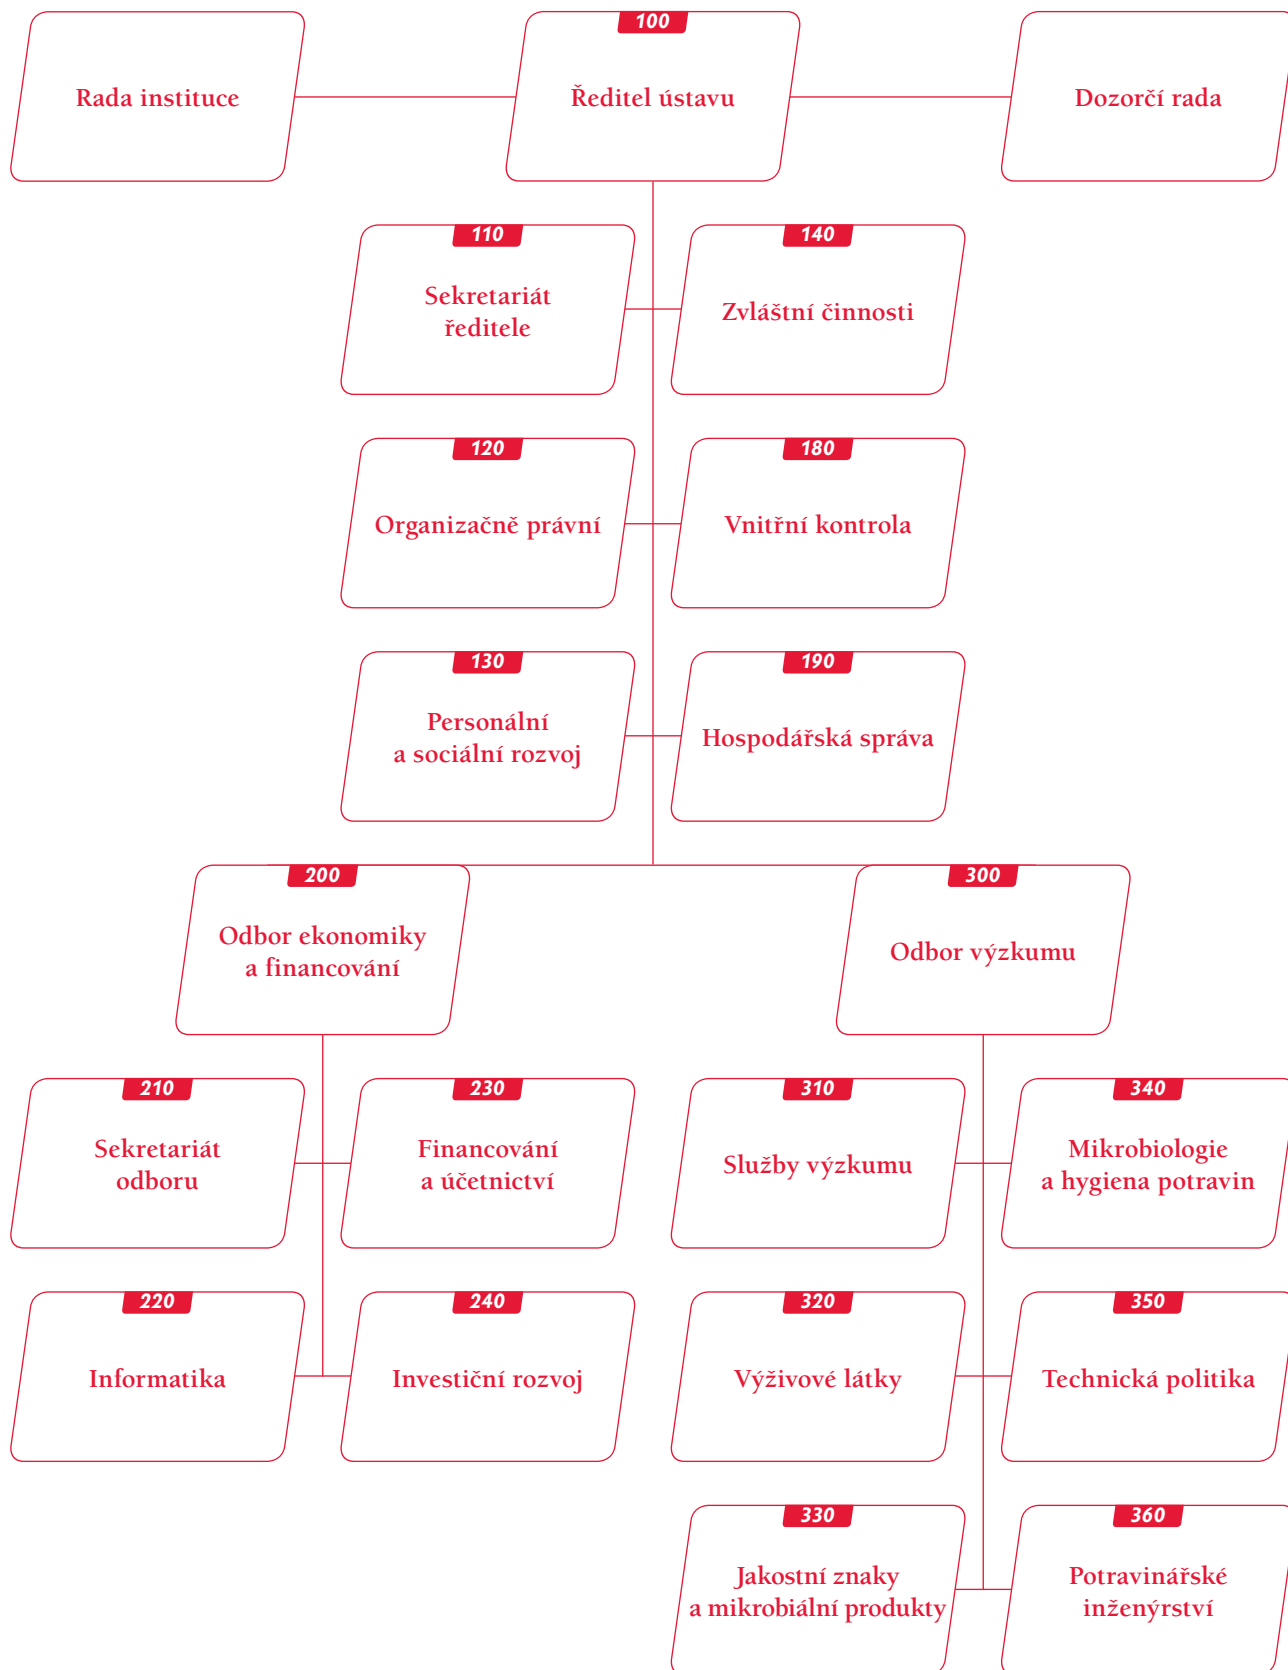 100
Rada instituce
Ředitel ústavu
Dozorčí rada
110
Sekretariát
ředitele
140
Zvláštní činnosti
120
Organizačně právní
180
Vnitřní kontrola
130
Personální
a sociální rozvoj
190
Hospodářská správa
200
Odbor ekonomiky
a financování
300
Odbor výzkumu
210
Sekretariát
odboru
230
Financování
a účetnictví
310
Služby výzkumu
340
Mikrobiologie
a hygiena potravin
220
Informatika
240
Investiční rozvoj
320
Výživové látky
350
Technická politika
330
Jakostní znaky
a mikrobiální produkty
360
Potravinářské
inženýrství